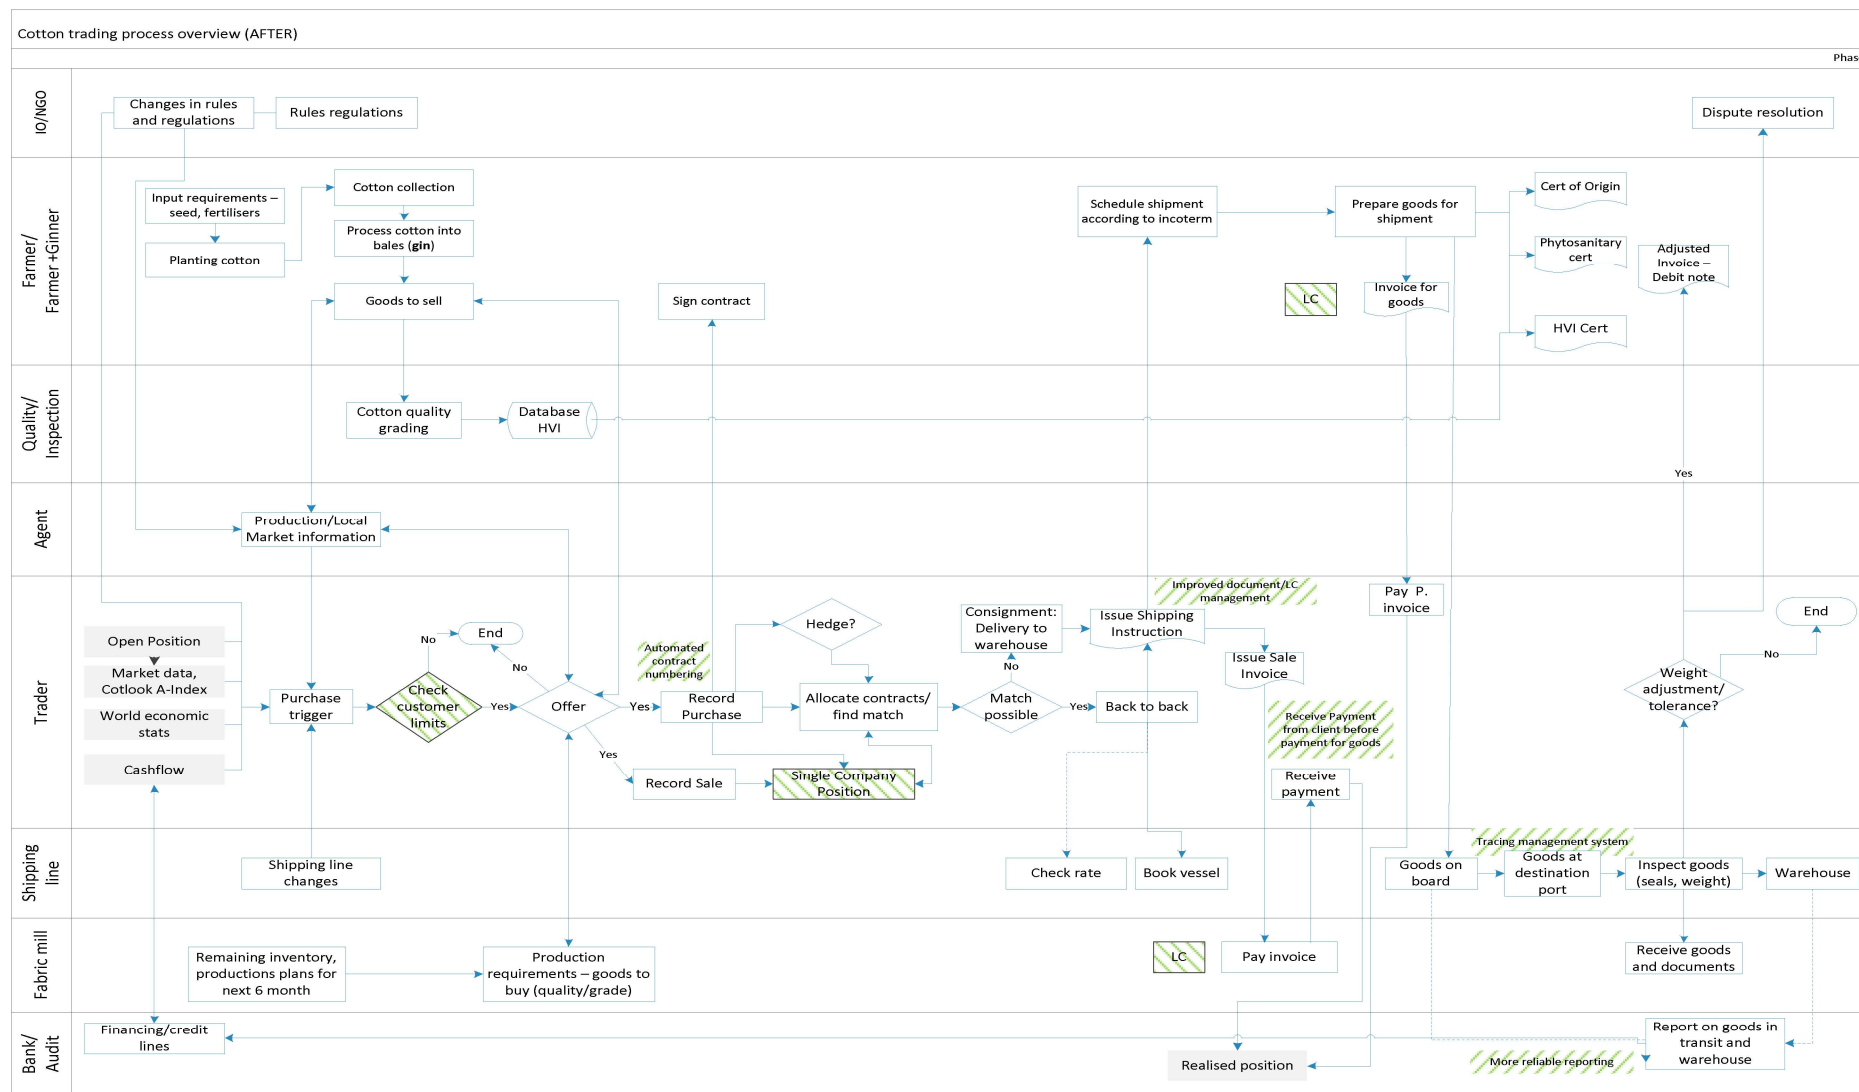 Cotton trading process overview (AFTER)
Phas
IO/NGO
Changes in rules
and regulations
Rules regulations
Dispute resolution
Farmer/
Farmer +Ginner
Input requirements –
seed, fertilisers
Planting cotton
Cotton collection
Process cotton into
bales (gin)
Goods to sell
Sign contract
Schedule shipment
according to incoterm
Prepare goods for
shipment
LC
Invoice for
goods
Cert of Origin
Phytosanitary
cert
HVI Cert
Adjusted
Invoice –
Debit note
Quality/
Inspection
Cotton quality
grading
Database
HVI
Yes
Agent
Production/Local
Market information
Trader
Open Position
Market data,
Cotlook A-Index
World economic
stats
Cashflow
Purchase
trigger
Check
customer
limits
No
End
No
Yes
Offer
Yes
Yes
Automated
contract
numbering
Record
Purchase
Record Sale
Hedge?
Allocate contracts/
find match
Single Company
Position
Consignment:
Delivery to
warehouse
No
Match
possible
Yes
Back to back
Improved document/LC
management
Issue Shipping
Instruction
Issue Sale
Invoice
Receive Payment
from client before
payment for goods
Receive
payment
Pay P.
invoice
Weight
adjustment/
tolerance?
No
End
Shipping
line
Shipping line
changes
Check rate
Book vessel
Tracing management system
Goods on
board
Goods at
destination
port
Inspect goods
(seals, weight)
Warehouse
Fabric mill
Remaining inventory,
productions plans for
next 6 month
Production
requirements – goods to
buy (quality/grade)
LC
Pay invoice
Receive goods
and documents
Bank/
Audit
Financing/credit
lines
Realised position
More reliable reporting
Report on goods in
transit and
warehouse